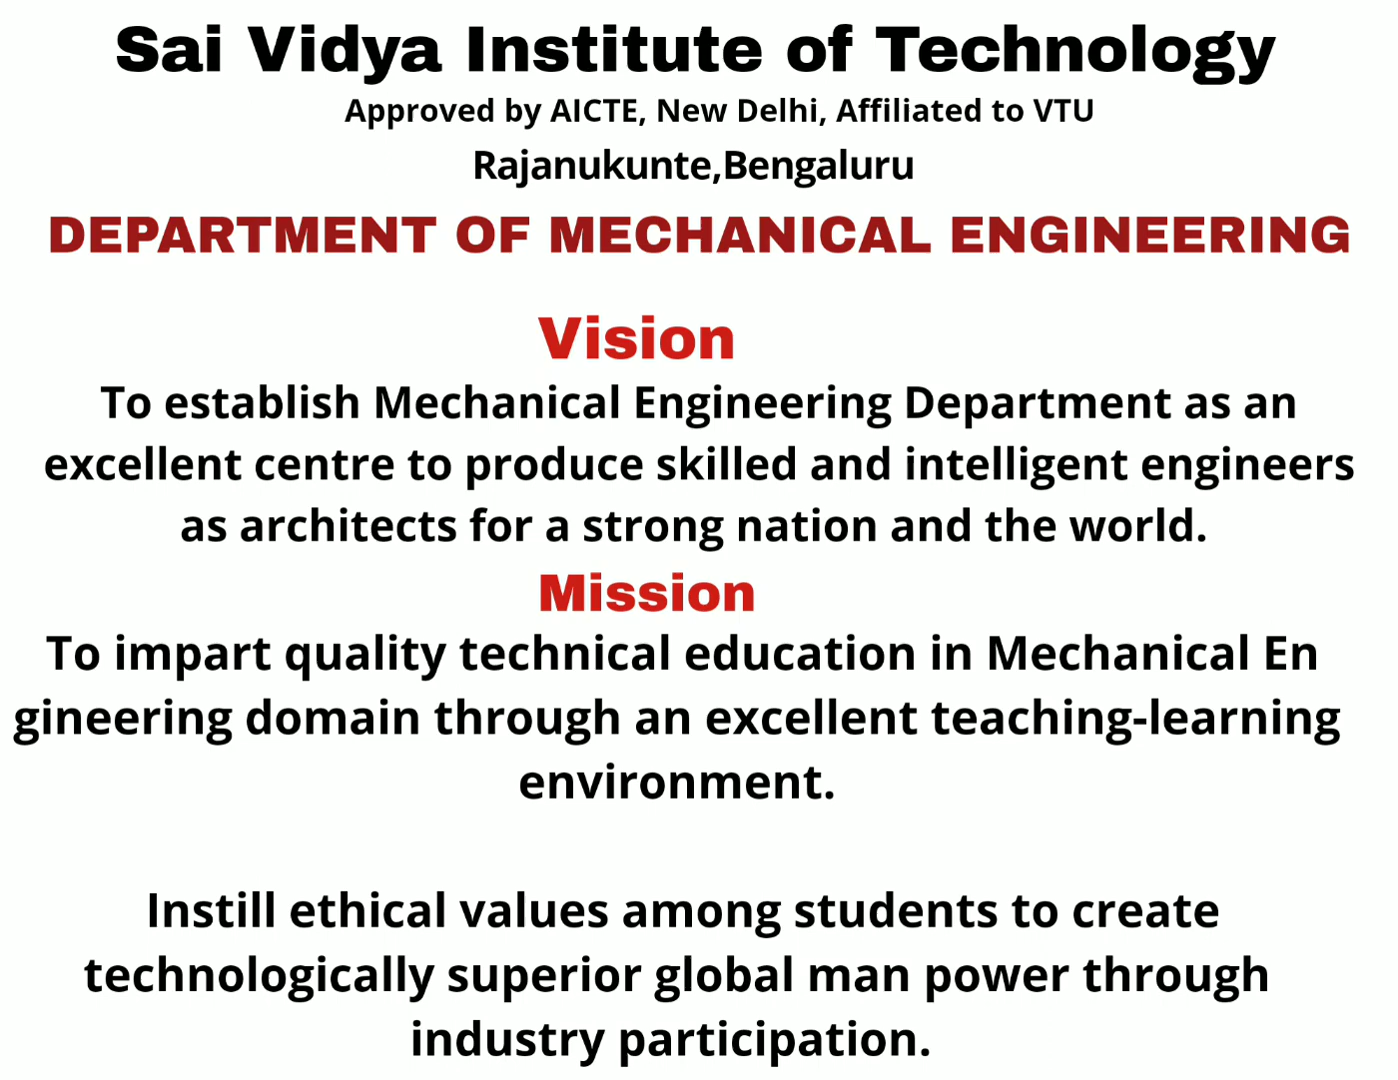 Sai Vidya Institute of Technology
Approved by AICTE, New Delhi, Affiliated to VTU
Rajanukunte,Bengaluru
DEPARTMENT OF MECHANICAL ENGINEERING
Vision
To establish Mechanical Engineering Department as an
excellent centre to produce skilled and intelligent engineers
as architects for a strong nation and the world.
Mission
To impart quality technical education in Mechanical En
gineering domain through an excellent teaching-learning
environment.
Instill ethical values among students to create
technologically superior global man power through
industry participation.